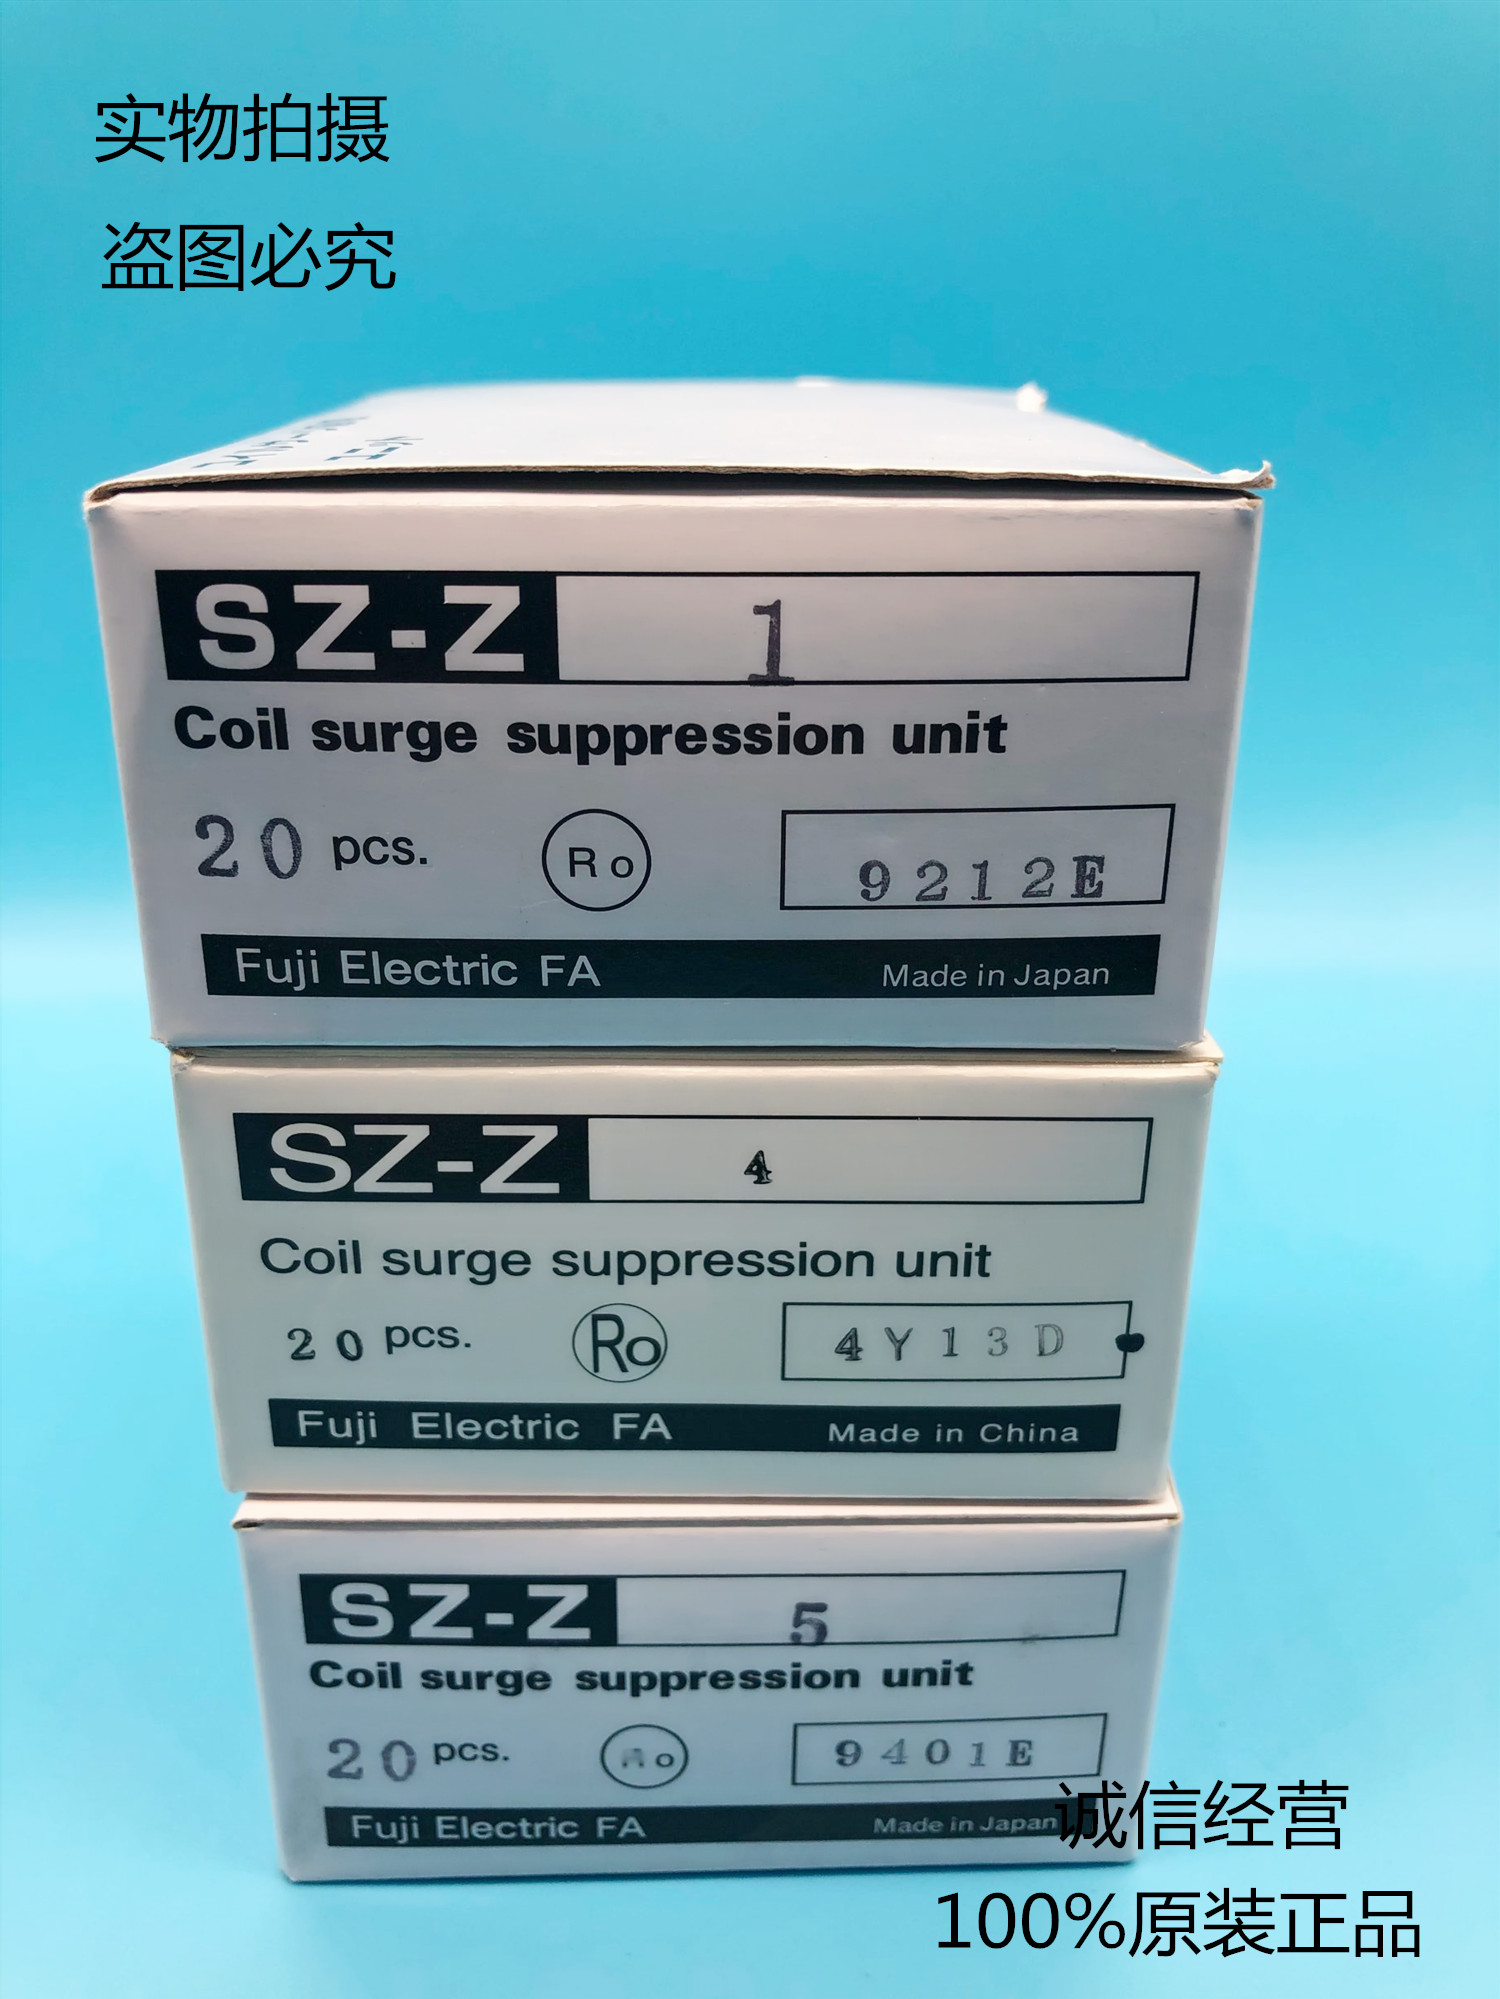 实物拍摄
盗图必究
SZ-Z 1
Coil surge suppression unit
20 pcs. Ro 9212E
Fuji Electric FA Made in Japan
SZ-Z 4
Coil surge suppression unit
20 pcs. Ro 4Y13D
Fuji Electric FA Made in China
SZ-Z 5
Coil surge suppression unit
20 pcs. Ro 9401E
Fuji Electric FA Made in Japan
诚信经营
100%原装正品